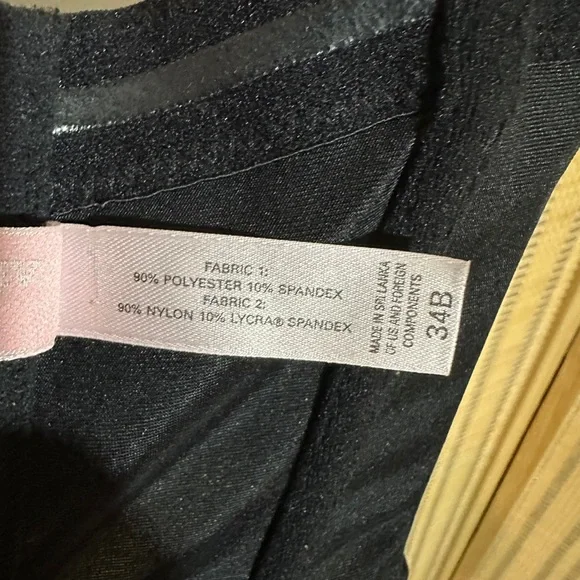 FABRIC 1:
90% POLYESTER 10% SPANDEX
FABRIC 2:
90% NYLON 10% LYCRA® SPANDEX
MADE IN SRI LANKA
OF US AND FOREIGN
COMPONENTS
34B